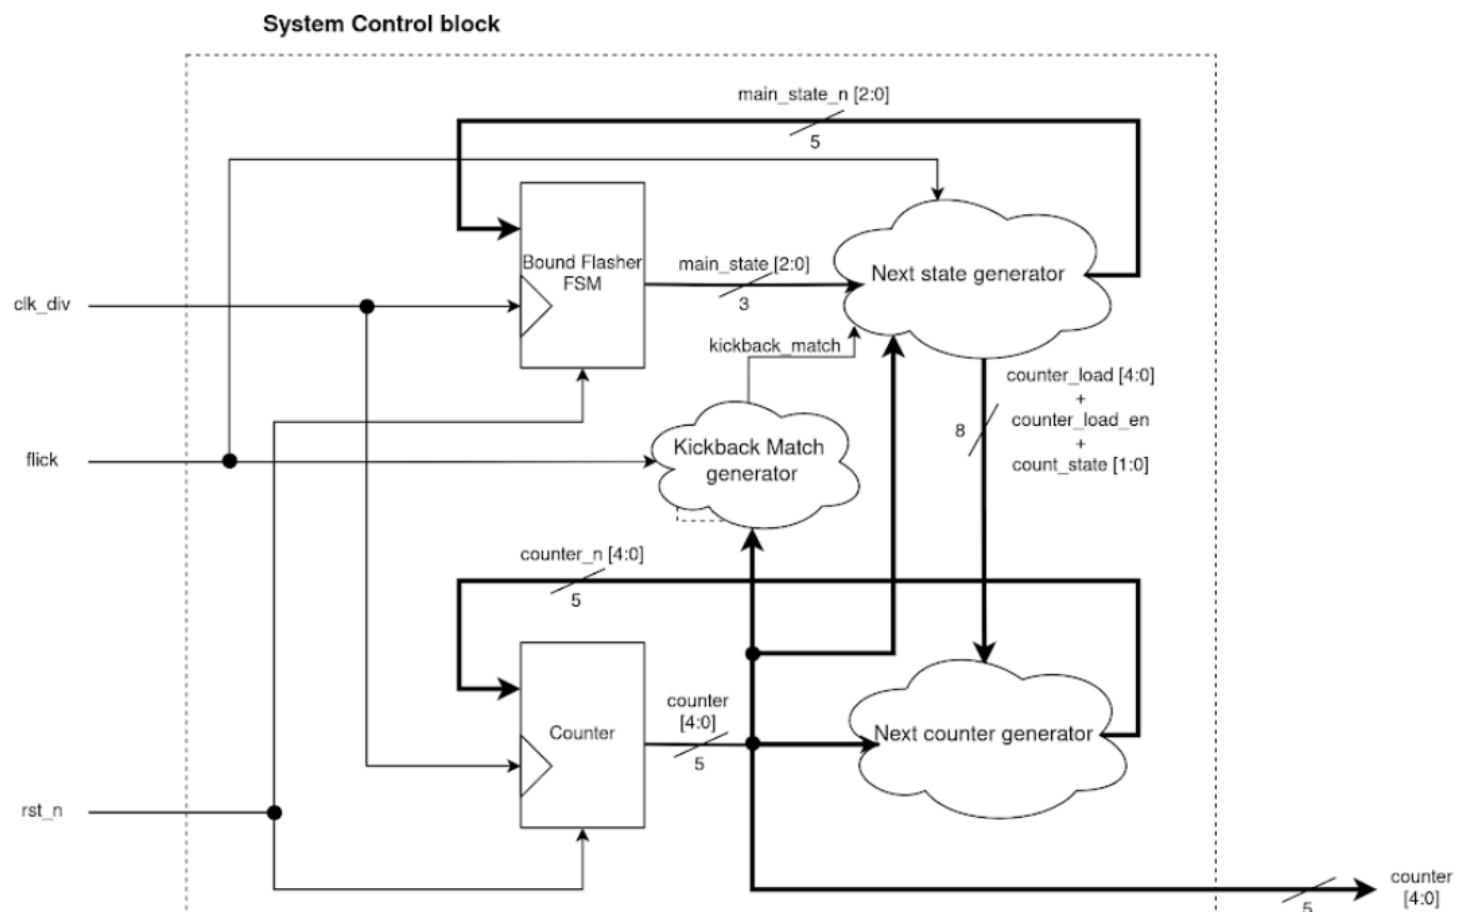 System Control block
main_state_n [2:0]
5
Bound Flasher
FSM
main_state [2:0]
3
Next state generator
clk_div
kickback_match
counter_load [4:0]
+
counter_load_en
+
count_state [1:0]
8
flick
Kickback Match
generator
counter_n [4:0]
5
Counter
counter
[4:0]
5
Next counter generator
rst_n
counter
[4:0]
5